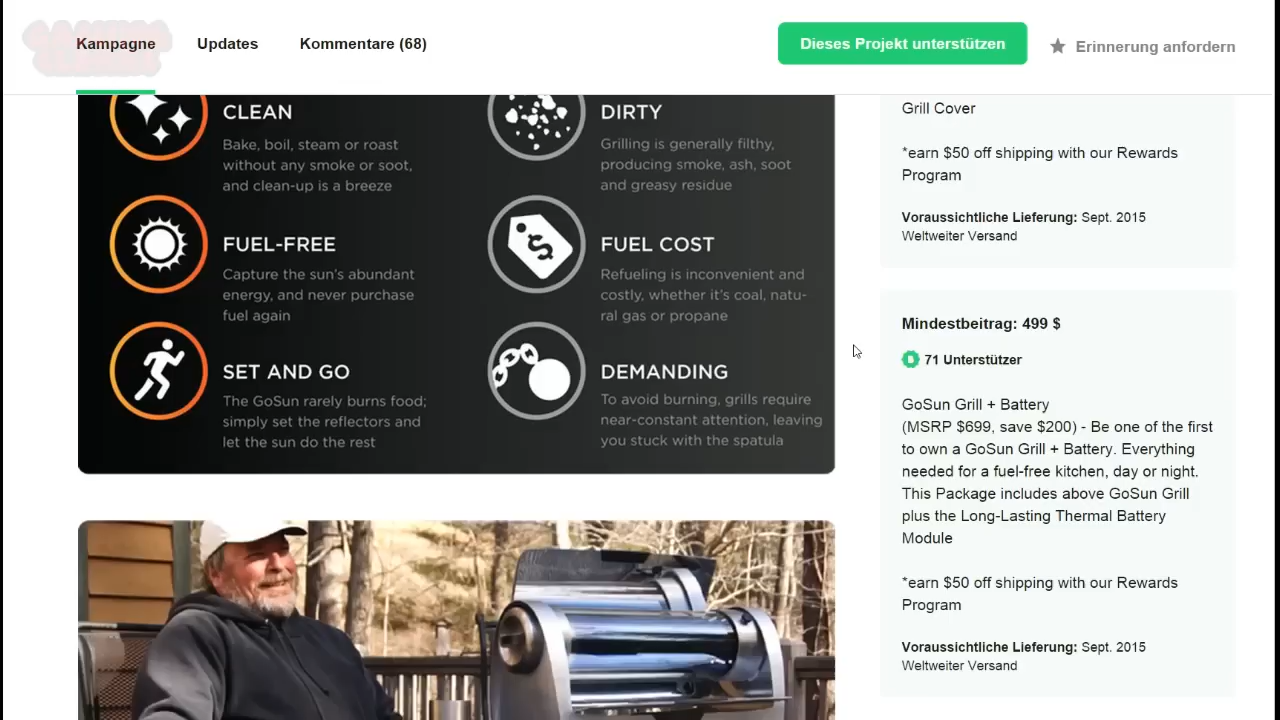 Kampagne
Updates
Kommentare (68)
Dieses Projekt unterstützen
Erinnerung anfordern
CLEAN
Bake, boil, steam or roast
without any smoke or soot,
and clean-up is a breeze
DIRTY
Grilling is generally filthy,
producing smoke, ash, soot
and greasy residue
FUEL-FREE
Capture the sun's abundant
energy, and never purchase
fuel again
FUEL COST
Refueling is inconvenient and
costly, whether it's coal, natu-
ral gas or propane
SET AND GO
The GoSun rarely burns food;
simply set the reflectors and
let the sun do the rest
DEMANDING
To avoid burning, grills require
near-constant attention, leaving
you stuck with the spatula
Grill Cover
*earn $50 off shipping with our Rewards
Program
Voraussichtliche Lieferung: Sept. 2015
Weltweiter Versand
Mindestbeitrag: 499 $
71 Unterstützer
GoSun Grill + Battery
(MSRP $699, save $200) - Be one of the first
to own a GoSun Grill + Battery. Everything
needed for a fuel-free kitchen, day or night.
This Package includes above GoSun Grill
plus the Long-Lasting Thermal Battery
Module
*earn $50 off shipping with our Rewards
Program
Voraussichtliche Lieferung: Sept. 2015
Weltweiter Versand